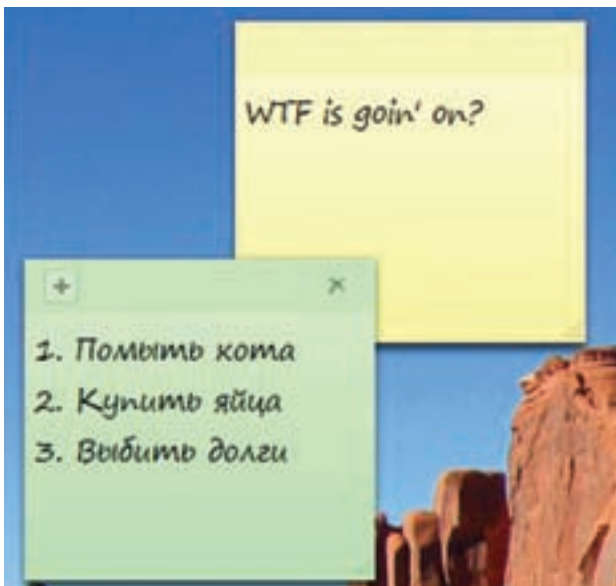 WTF is goin' on?
1. Помыть кота
2. Купить яйца
3. Выбить долги